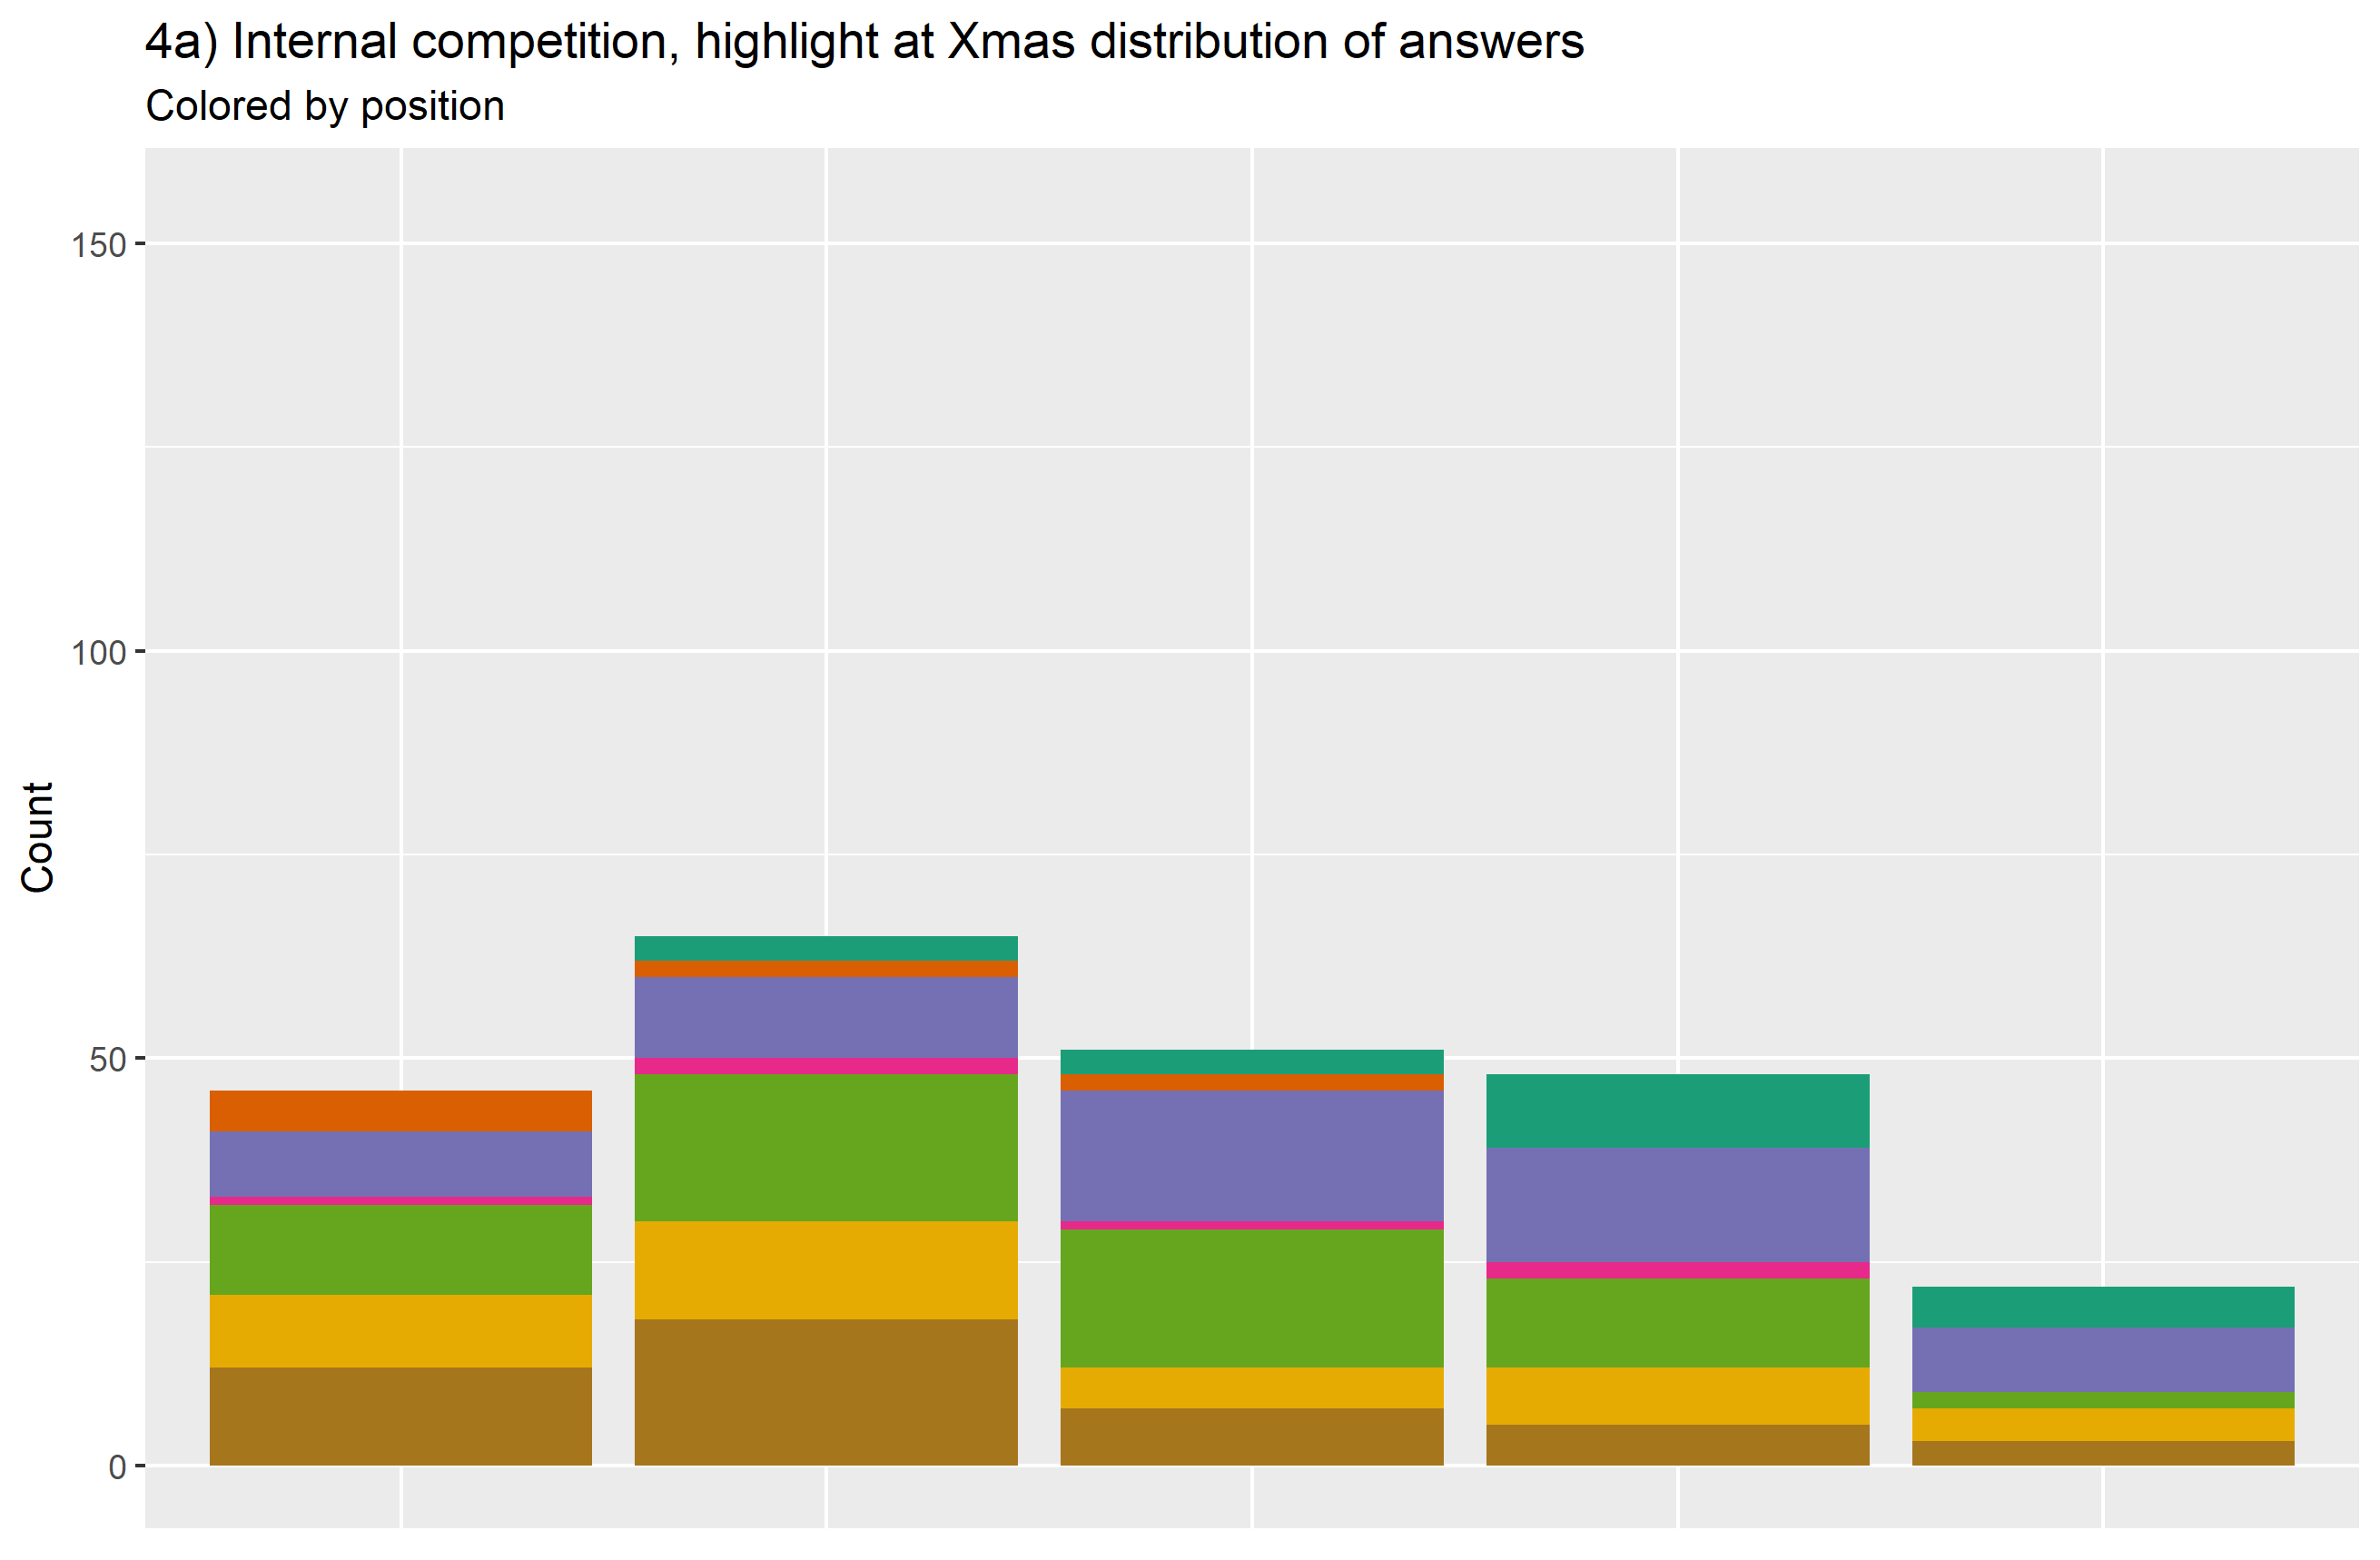 4a) Internal competition, highlight at Xmas distribution of answers
Colored by position
150
100
50
0
Count